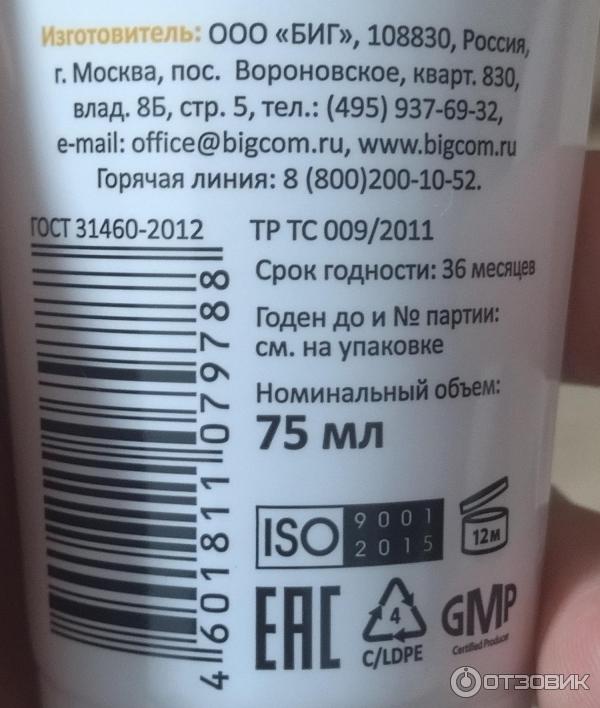 Изготовитель: ООО «БИГ», 108830, Россия,
г. Москва, пос. Вороновское, кварт. 830,
влад. 8Б, стр. 5, тел.: (495) 937-69-32,
e-mail: office@bigcom.ru, www.bigcom.ru
Горячая линия: 8 (800)200-10-52.
ГОСТ 31460-2012 ТР ТС 009/2011
Срок годности: 36 месяцев
Годен до и № партии:
см. на упаковке
Номинальный объем:
75 мл
4601811079788
ISO 9001
2015
12м
EAC
4
C/LDPE
GMP
Certified Producer
ОТЗОВИК